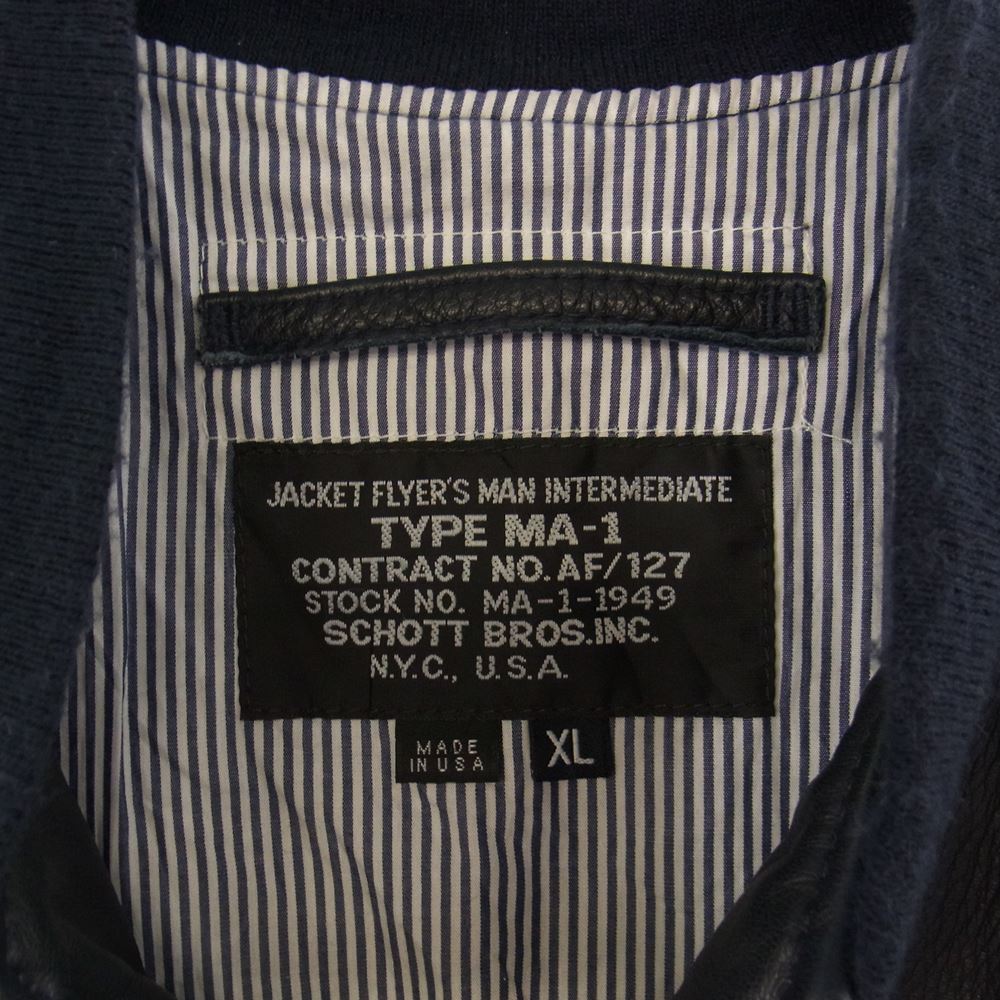 JACKET FLYER'S MAN INTERMEDIATE
TYPE MA-1
CONTRACT NO. AF/127
STOCK NO. MA-1-1949
SCHOTT BROS.INC.
N.Y.C., U.S.A.
MADE
IN USA
XL